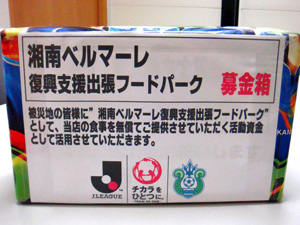 湘南ベルマーレ
復興支援出張フードパーク 募金箱
被災地の皆様に”湘南ベルマーレ復興支援出張フードパーク”
として、当店の食事を無償でご提供させていただく活動資金
として活用させていただきます。
J.LEAGUE
チカラを
ひとつに。